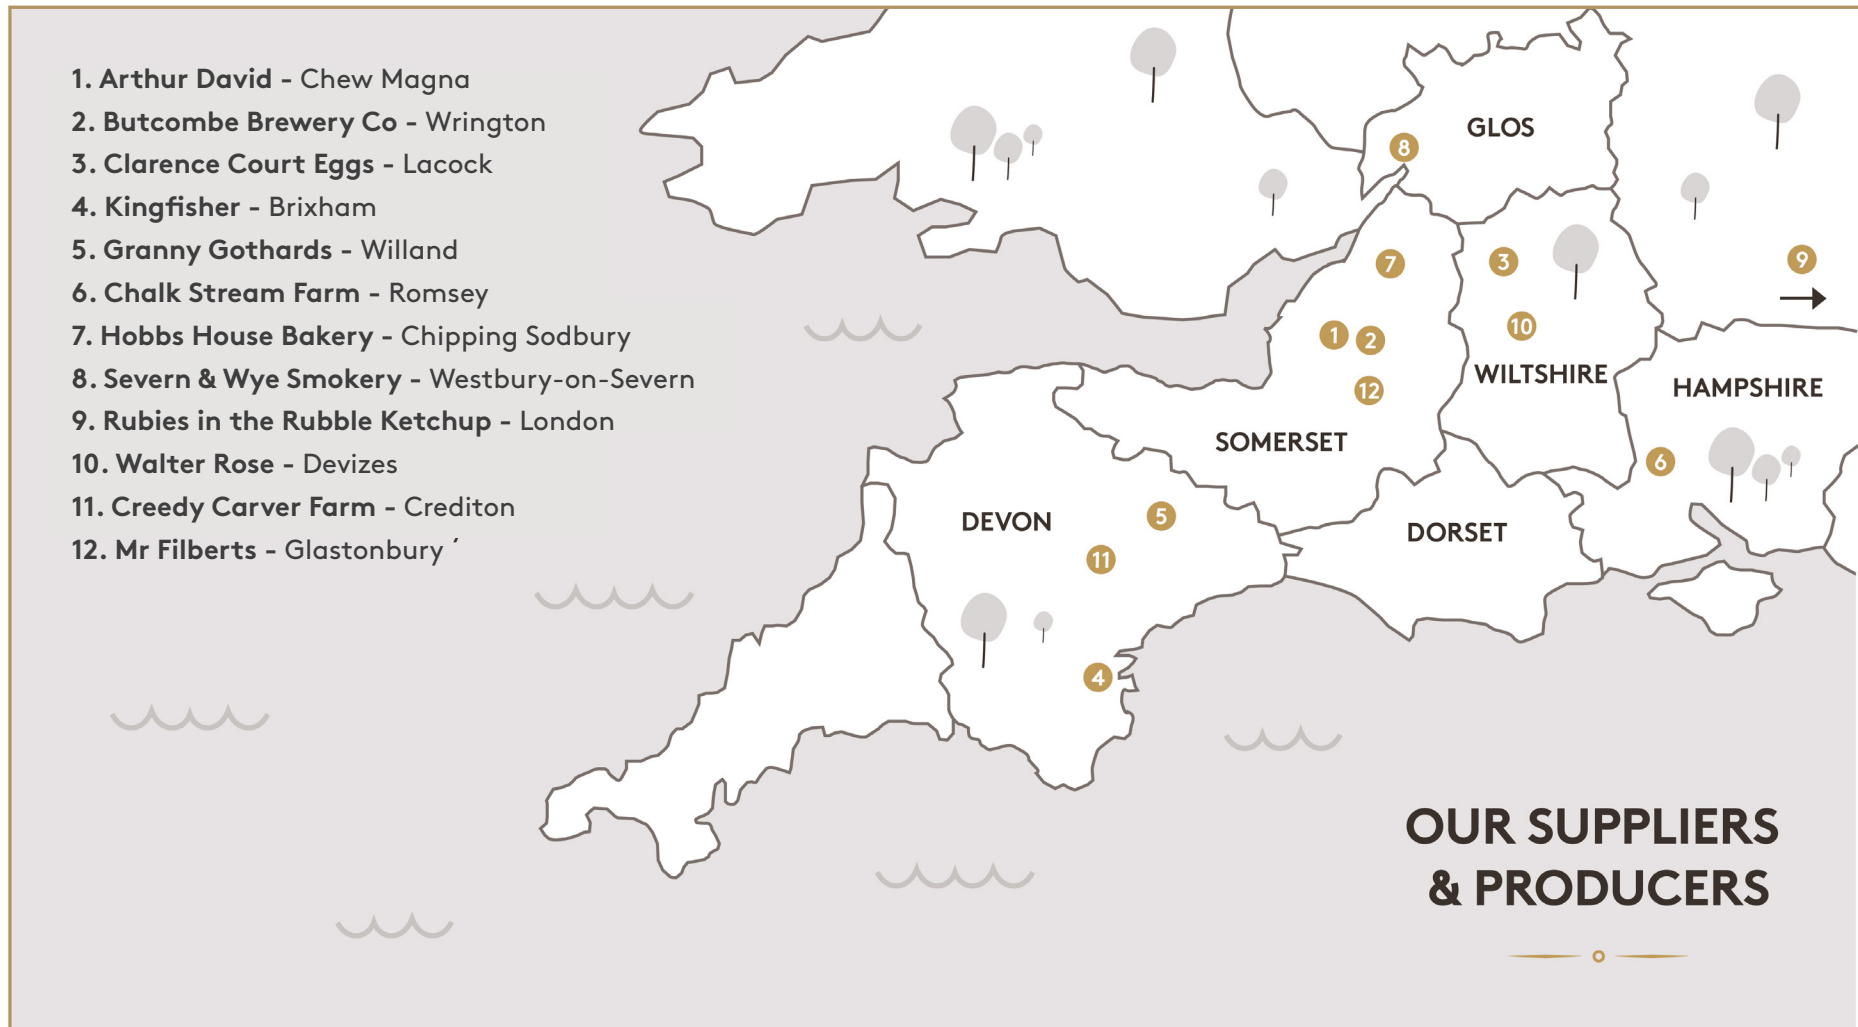 1. Arthur David - Chew Magna
2. Butcombe Brewery Co - Wrington
3. Clarence Court Eggs - Lacock
4. Kingfisher - Brixham
5. Granny Gothards - Willand
6. Chalk Stream Farm - Romsey
7. Hobbs House Bakery - Chipping Sodbury
8. Severn & Wye Smokery - Westbury-on-Severn
9. Rubies in the Rubble Ketchup - London
10. Walter Rose - Devizes
11. Creedy Carver Farm - Crediton
12. Mr Filberts - Glastonbury
GLOS
8
7
3
9
1
2
10
WILTSHIRE
HAMPSHIRE
12
SOMERSET
6
DEVON
5
DORSET
11
4
OUR SUPPLIERS
& PRODUCERS